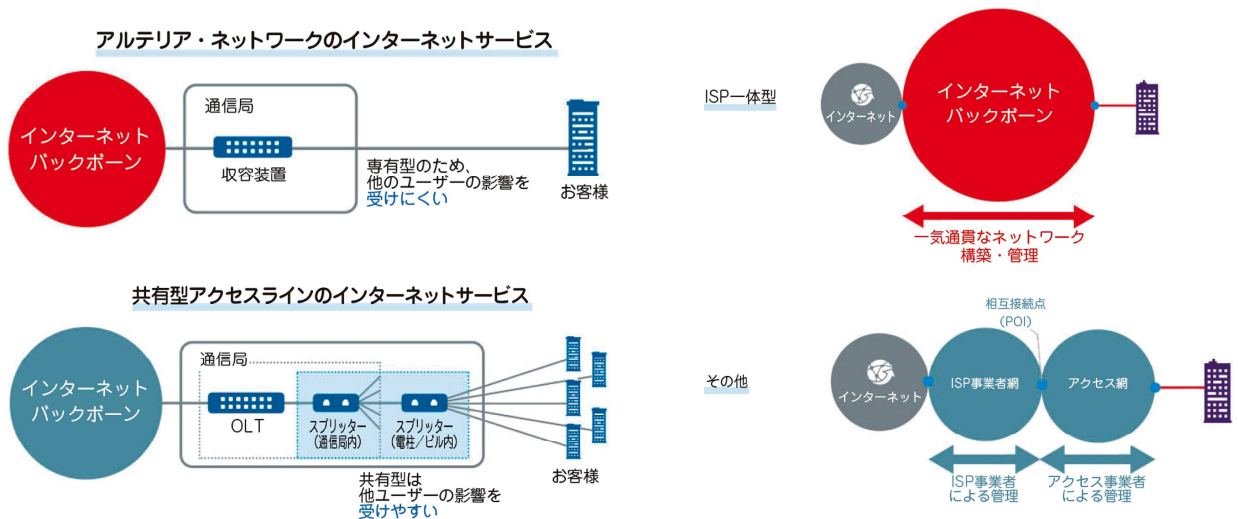 アルテリア・ネットワークのインターネットサービス
インターネット
バックボーン
通信局
収容装置
専有型のため、
他のユーザーの影響を
受けにくい
お客様
共有型アクセスラインのインターネットサービス
インターネット
バックボーン
通信局
OLT
スプリッター
(通信局内)
スプリッター
(電柱/ビル内)
共有型は
他ユーザーの影響を
受けやすい
お客様
ISP一体型
インターネット
インターネット
バックボーン
一気通貫なネットワーク
構築・管理
その他
インターネット
相互接続点
(POI)
ISP事業者網
アクセス網
ISP事業者
による管理
アクセス事業者
による管理